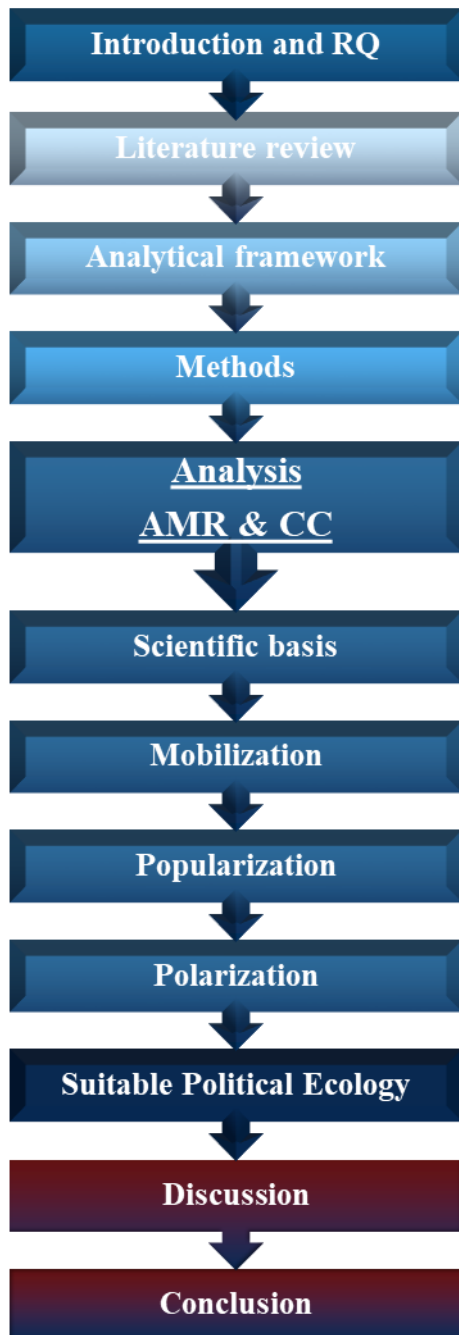 Introduction and RQ
Literature review
Analytical framework
Methods
Analysis
AMR & CC
Scientific basis
Mobilization
Popularization
Polarization
Suitable Political Ecology
Discussion
Conclusion